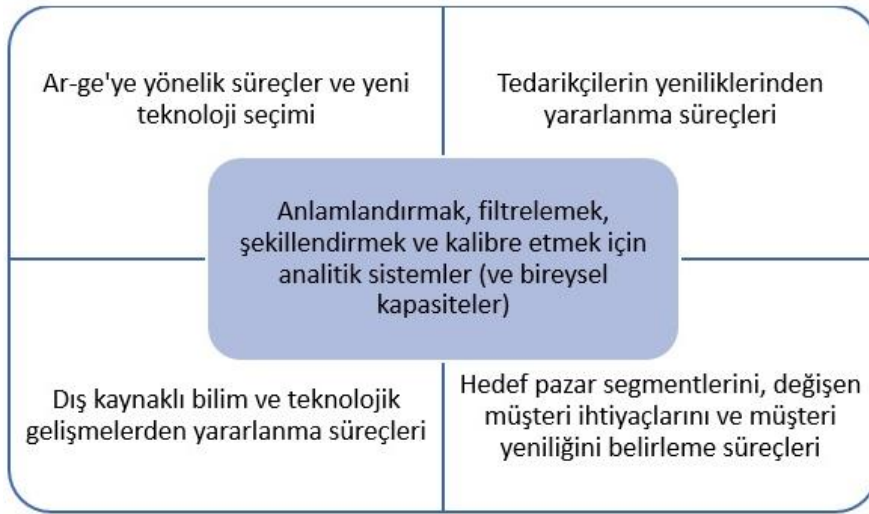 Ar-ge'ye yönelik süreçler ve yeni
teknoloji seçimi
Tedarikçilerin yeniliklerinden
yararlanma süreçleri
Anlamlandırmak, filtrelemek,
şekillendirmek ve kalibre etmek için
analitik sistemler (ve bireysel
kapasiteler)
Dış kaynaklı bilim ve teknolojik
gelişmelerden yararlanma süreçleri
Hedef pazar segmentlerini, değişen
müşteri ihtiyaçlarını ve müşteri
yeniliğini belirleme süreçleri